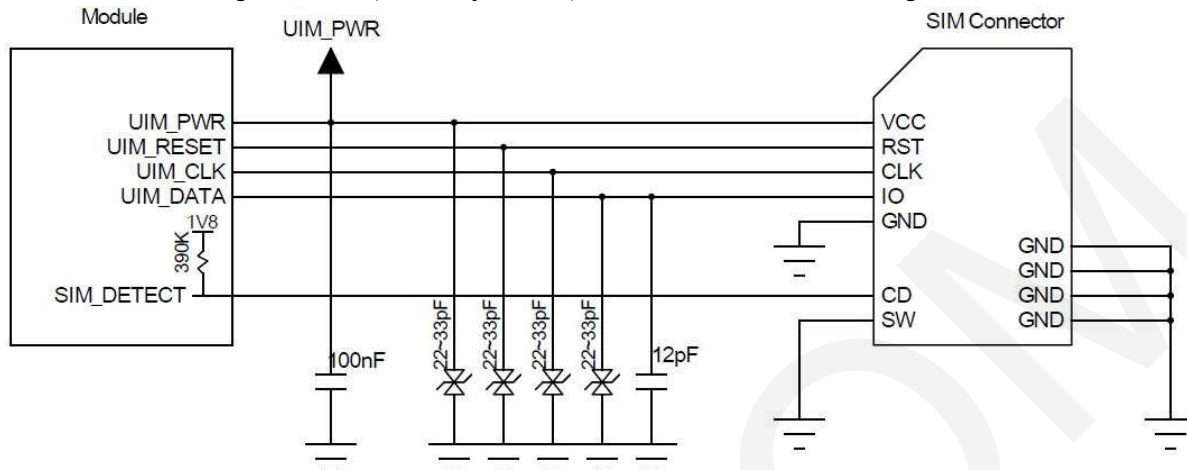 Module
UIM_PWR
SIM Connector
UIM_PWR
UIM_RESET
UIM_CLK
UIM_DATA
1V8
390K
SIM_DETECT
VCC
RST
CLK
IO
GND
GND
GND
GND
GND
CD
SW
100nF
22~33pF
22~33pF
22~33pF
22~33pF
12pF